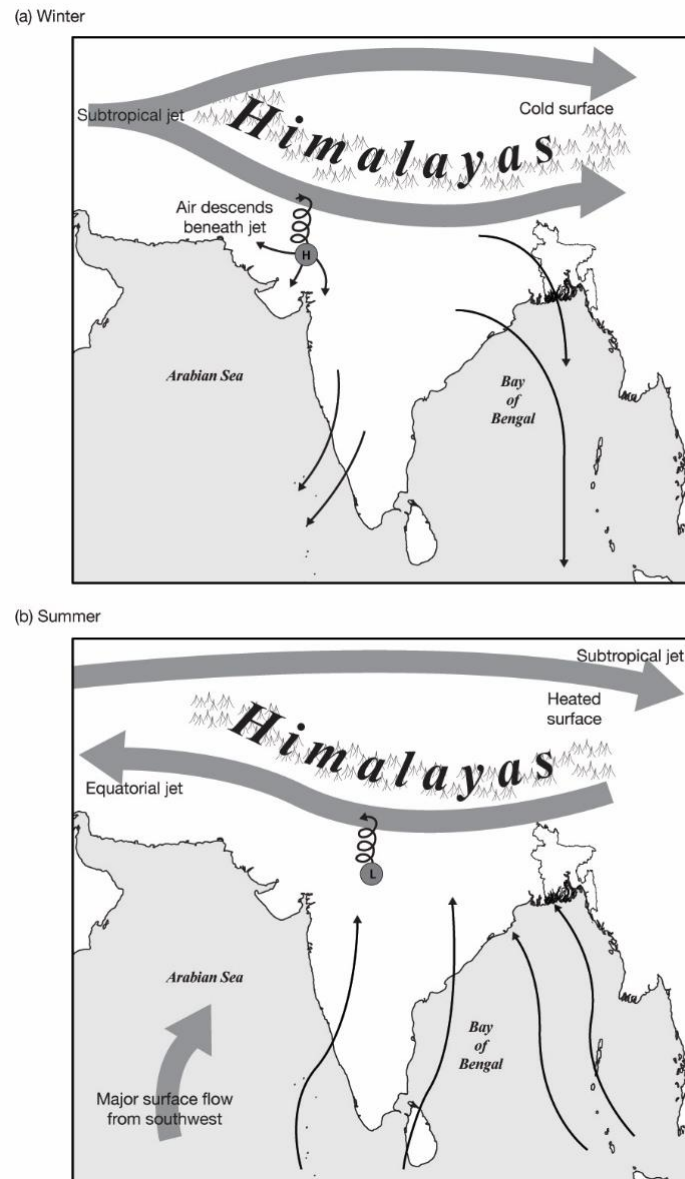 (a) Winter
Subtropical jet
Himalayas
Cold surface
Air descends
beneath jet
H
Arabian Sea
Bay
of
Bengal
(b) Summer
Subtropical jet
Himalayas
Heated
surface
Equatorial jet
L
Arabian Sea
Bay
of
Bengal
Major surface flow
from southwest